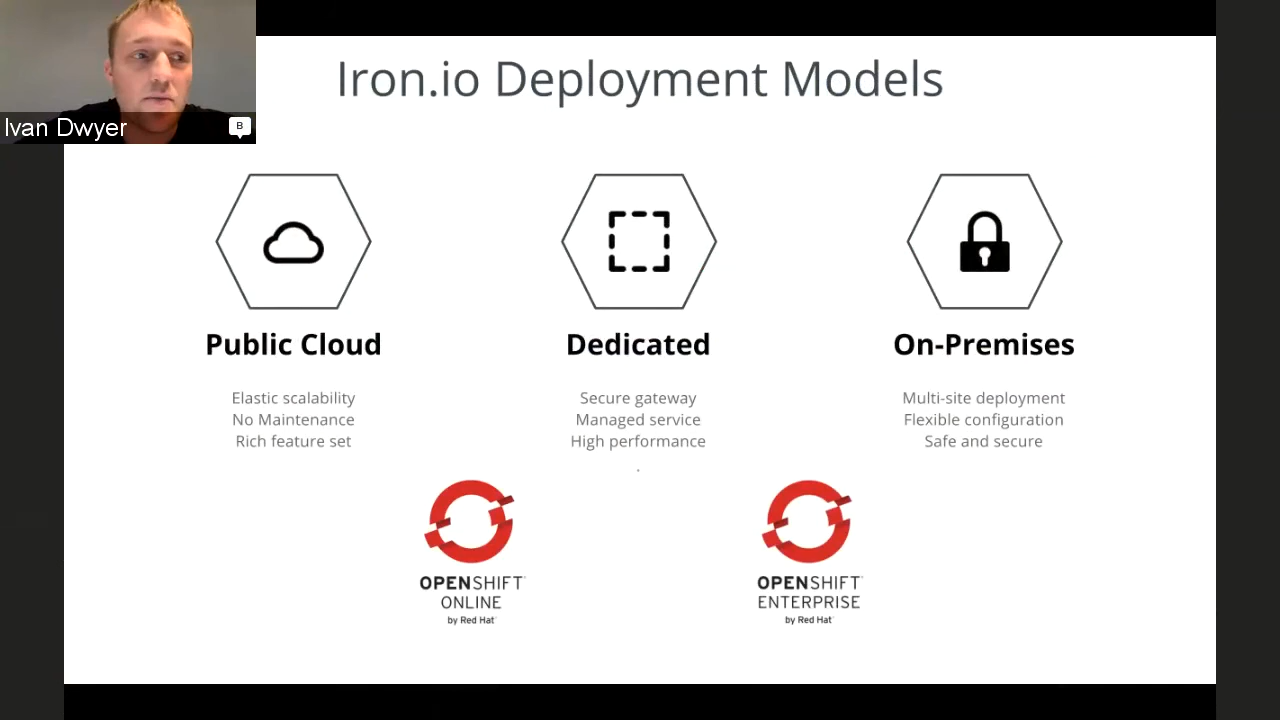 Ivan Dwyer
B
Iron.io Deployment Models
Public Cloud
Elastic scalability
No Maintenance
Rich feature set
Dedicated
Secure gateway
Managed service
High performance
On-Premises
Multi-site deployment
Flexible configuration
Safe and secure
OPENSHIFT
ONLINE
by Red Hat
OPENSHIFT
ENTERPRISE
by Red Hat